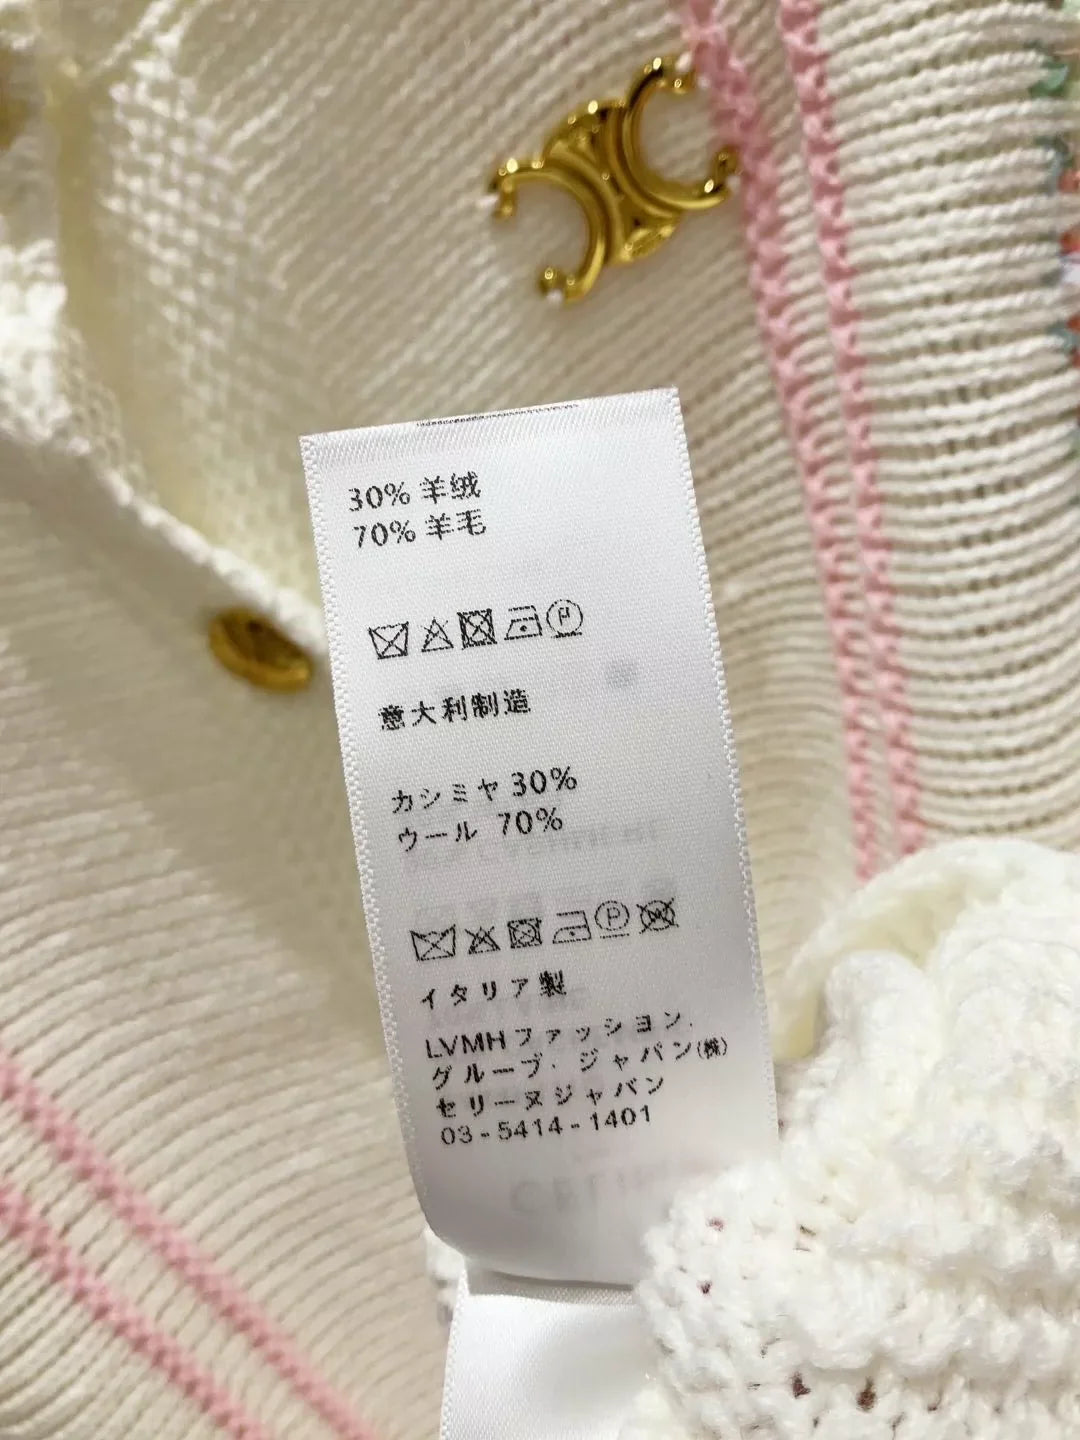 30% 羊绒
70% 羊毛
意大利制造
カシミヤ 30%
ウール 70%
イタリア製
LVMHファッション.
グループ・ジャパン(株)
セリーヌジャパン
03-5414-1401